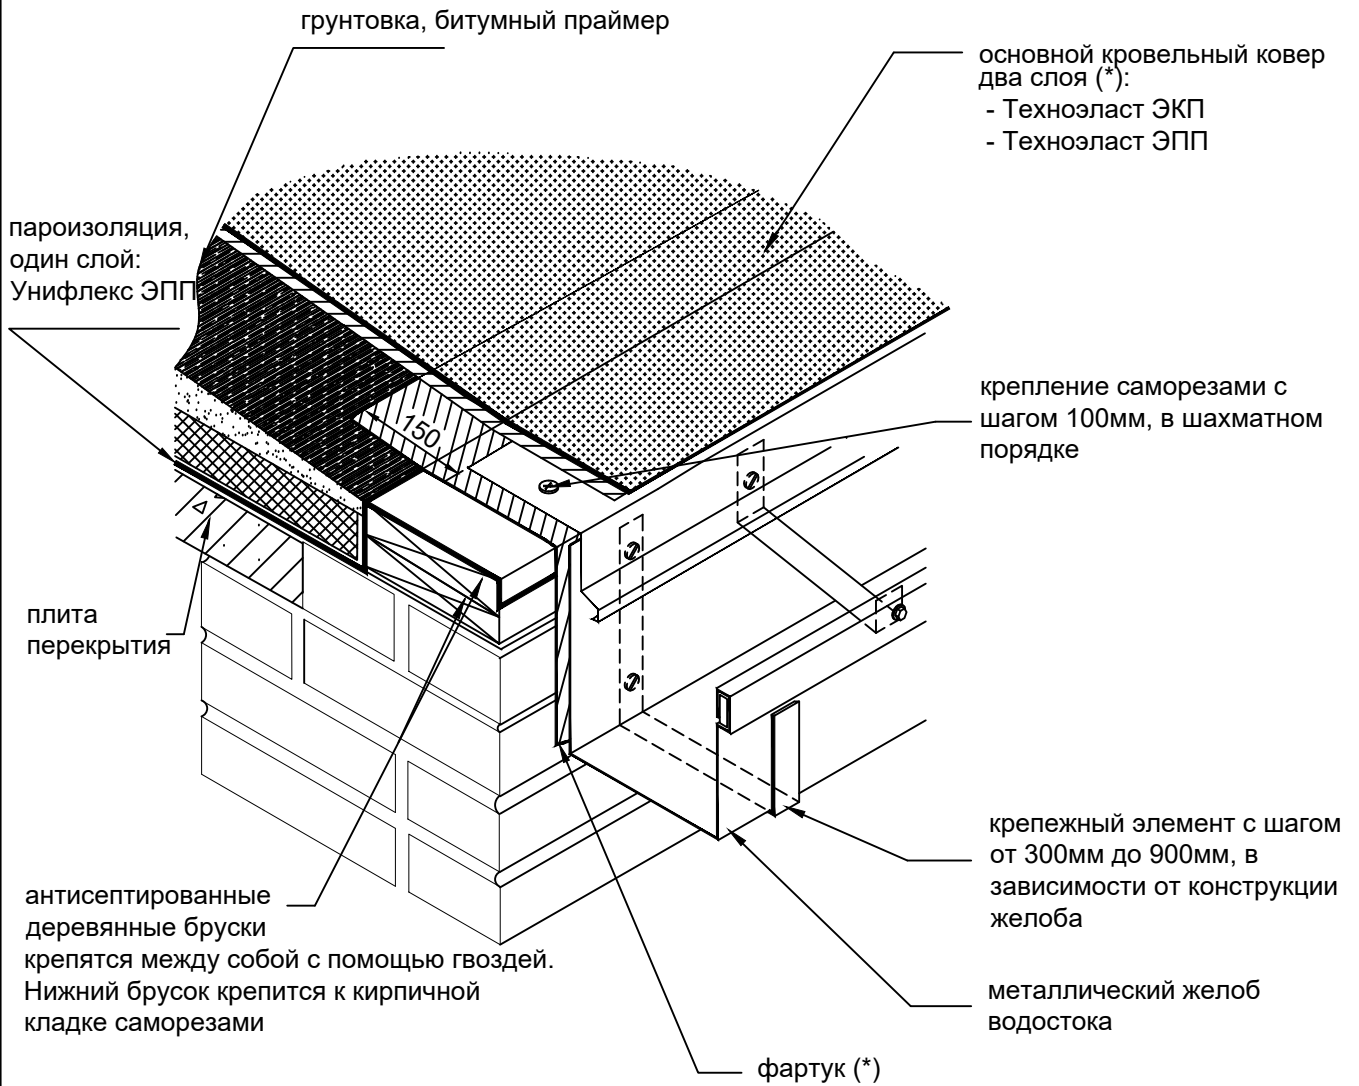 грунтовка, битумный праймер
основной кровельный ковер
два слоя (*):
- Техноэласт ЭКП
- Техноэласт ЭПП
пароизоляция,
один слой:
Унифлекс ЭПП
крепление саморезами с
шагом 100мм, в шахматном
порядке
150
плита
перекрытия
крепежный элемент с шагом
от 300мм до 900мм, в
зависимости от конструкции
желоба
антисептированные
деревянные бруски
крепятся между собой с помощью гвоздей.
Нижний брусок крепится к кирпичной
кладке саморезами
металлический желоб
водостока
фартук (*)